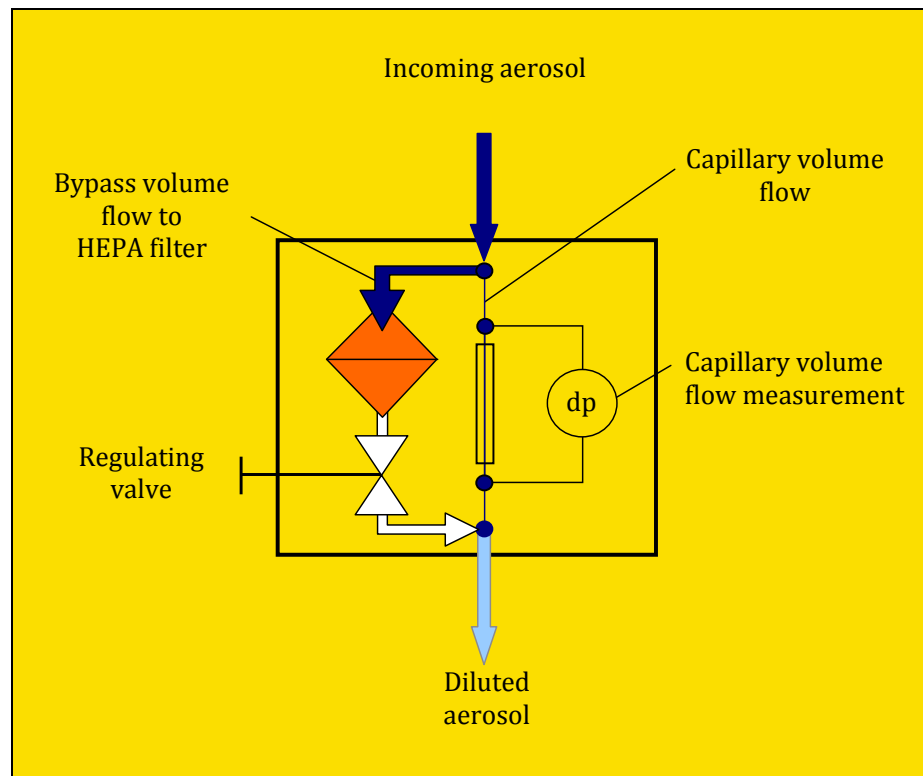 Incoming aerosol
Bypass volume
flow to
HEPA filter
Capillary volume
flow
Capillary volume
flow measurement
dp
Regulating
valve
Diluted
aerosol